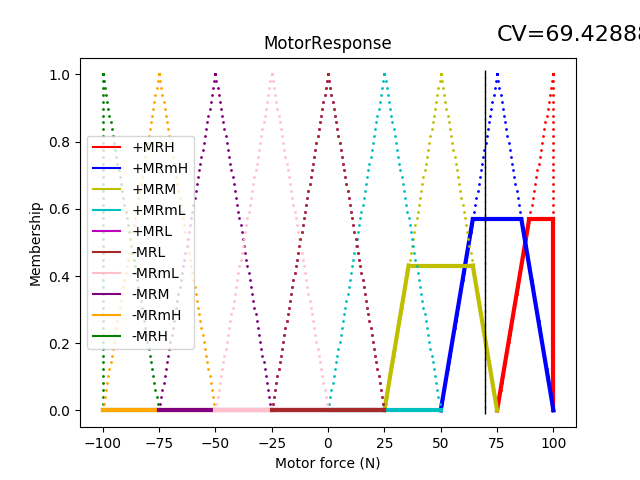 CV=69.4288
MotorResponse
1.0
0.8
0.6
0.4
0.2
0.0
Membership
+MRH
+MRmH
+MRM
+MRmL
+MRL
-MRL
-MRmL
-MRM
-MRmH
-MRH
−100 −75 −50 −25 0 25 50 75 100
Motor force (N)